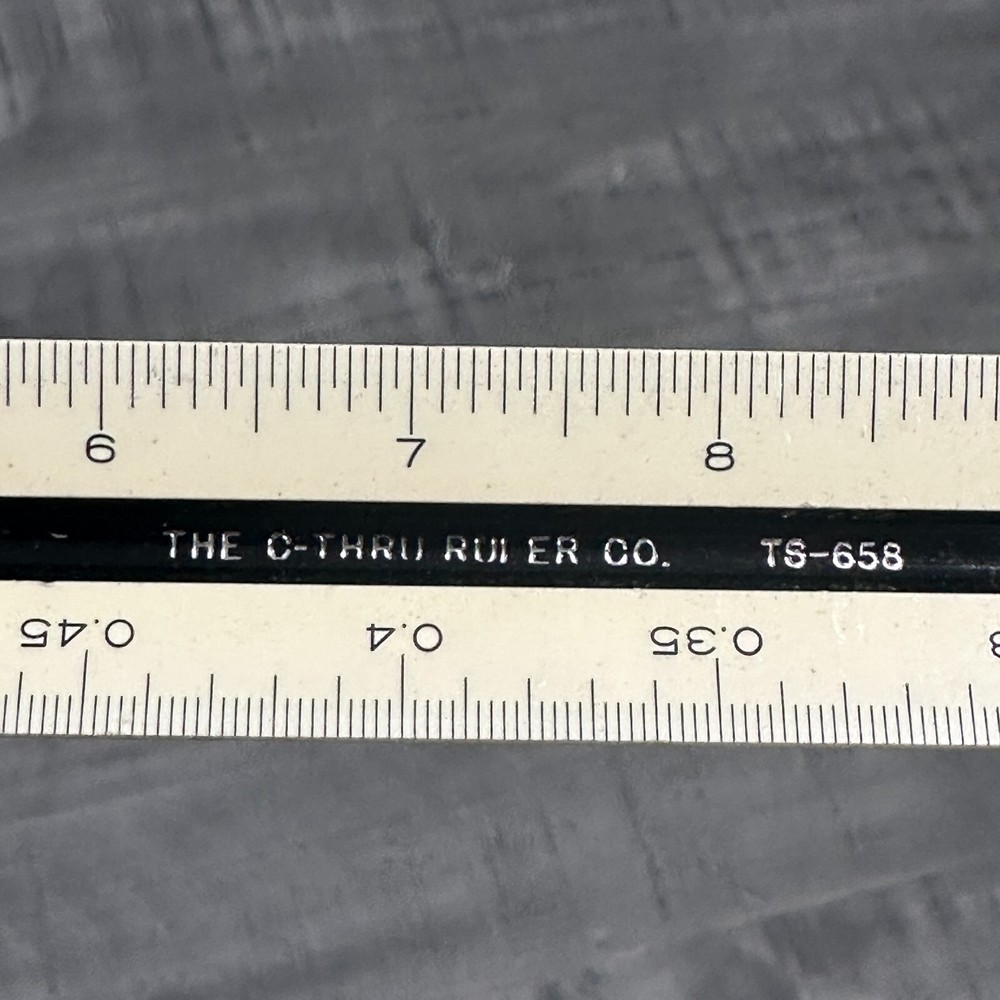 6 7 8
THE C-THRU RULER CO. TS-658
0.45 0.4 0.35